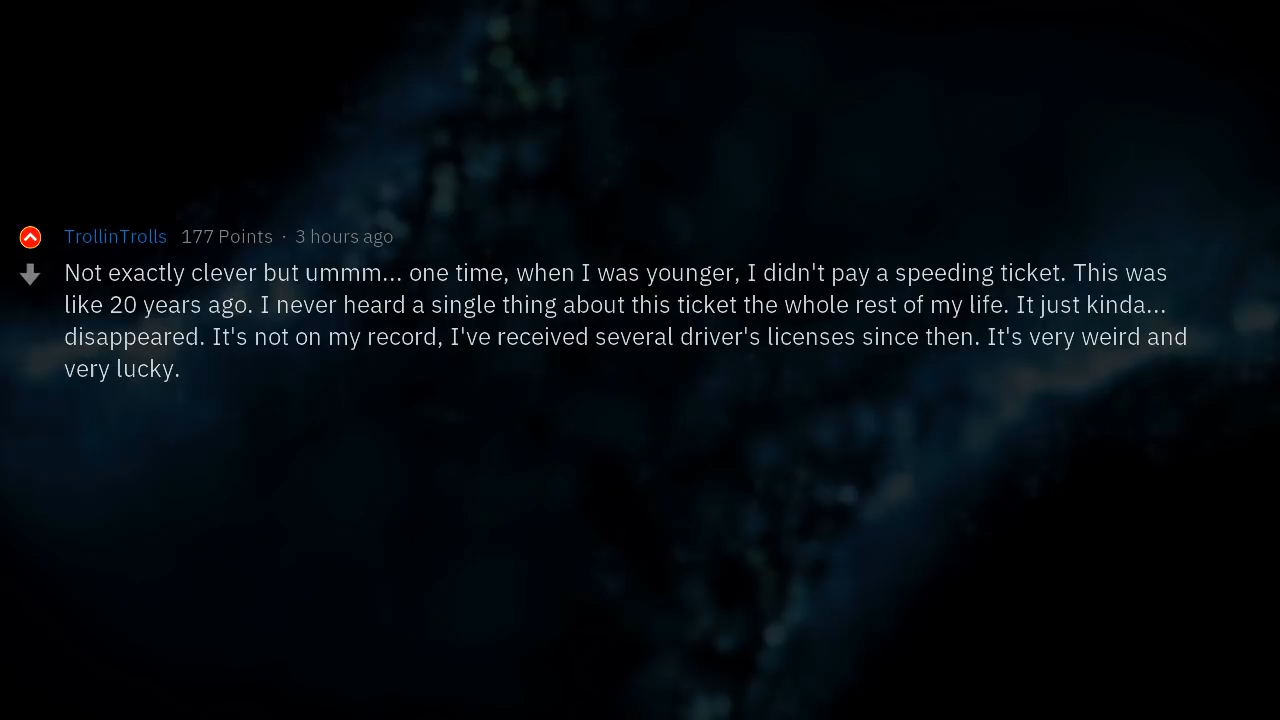 TrollinTrolls 177 Points · 3 hours ago
Not exactly clever but ummm... one time, when I was younger, I didn't pay a speeding ticket. This was
like 20 years ago. I never heard a single thing about this ticket the whole rest of my life. It just kinda...
disappeared. It's not on my record, I've received several driver's licenses since then. It's very weird and
very lucky.